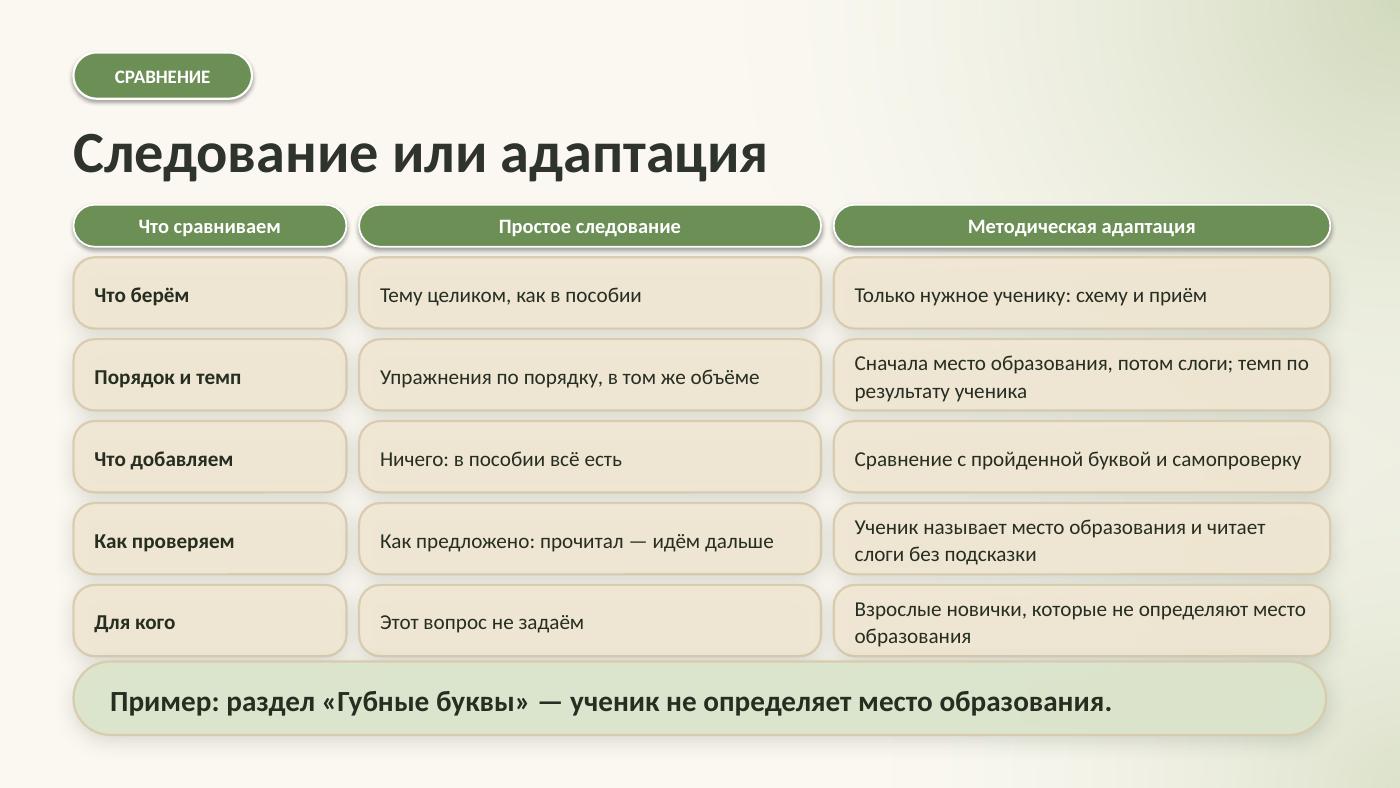 СРАВНЕНИЕ
Следование или адаптация
Что сравниваем
Простое следование
Методическая адаптация
Что берём
Тему целиком, как в пособии
Только нужное ученику: схему и приём
Порядок и темп
Упражнения по порядку, в том же объёме
Сначала место образования, потом слоги; темп по
результату ученика
Что добавляем
Ничего: в пособии всё есть
Сравнение с пройденной буквой и самопроверку
Как проверяем
Как предложено: прочитал — идём дальше
Ученик называет место образования и читает
слоги без подсказки
Для кого
Этот вопрос не задаём
Взрослые новички, которые не определяют место
образования
Пример: раздел «Губные буквы» — ученик не определяет место образования.